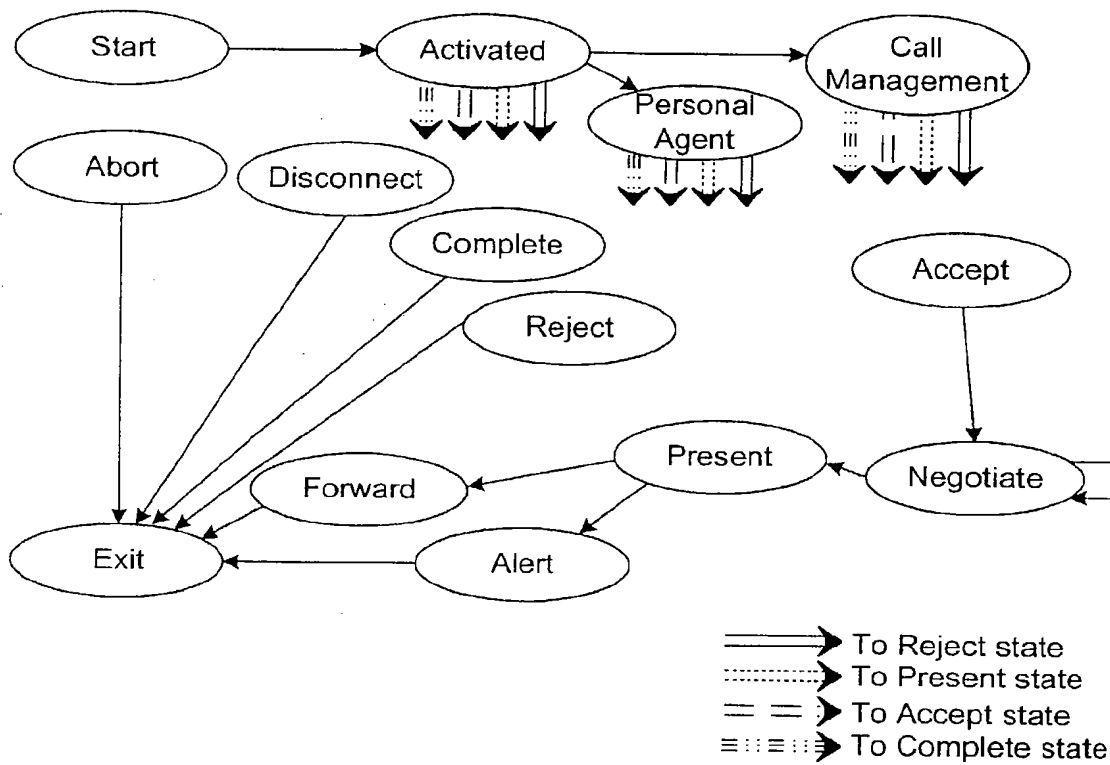 Start
Activated
Call
Management
Personal
Agent
Abort
Disconnect
Complete
Accept
Reject
Present
Negotiate
Forward
Exit
Alert
To Reject state
To Present state
To Accept state
To Complete state